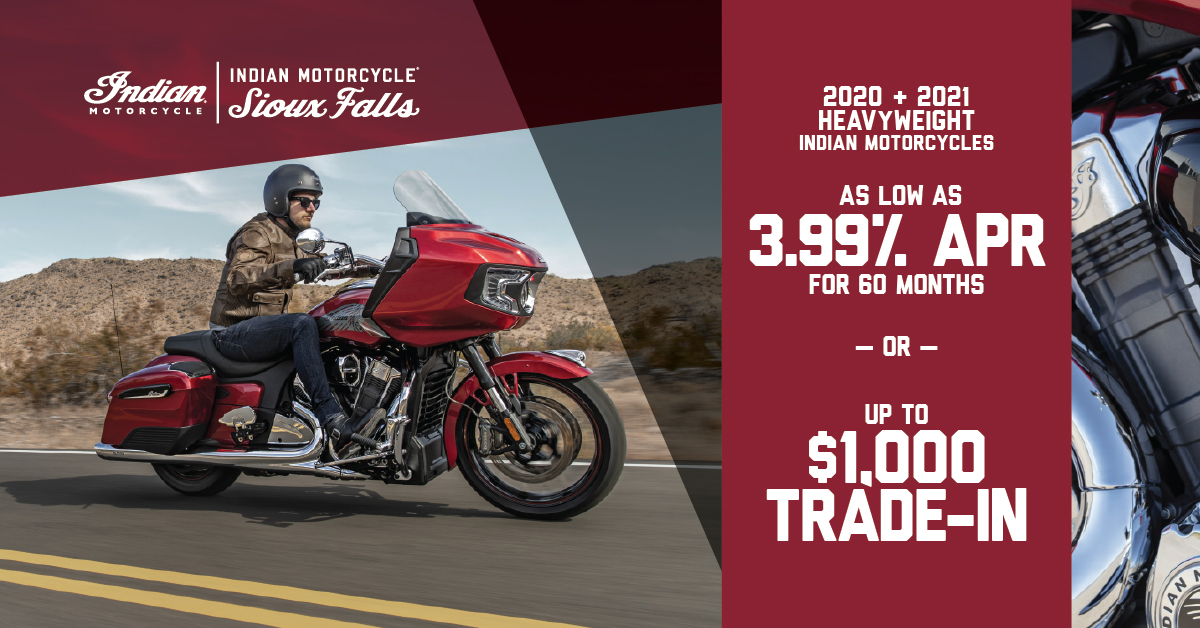 Indian
MOTORCYCLE
INDIAN MOTORCYCLE
Sioux Falls
2020 + 2021
HEAVYWEIGHT
INDIAN MOTORCYCLES
AS LOW AS
3.99% APR
FOR 60 MONTHS
– OR –
UP TO
$1,000
TRADE-IN